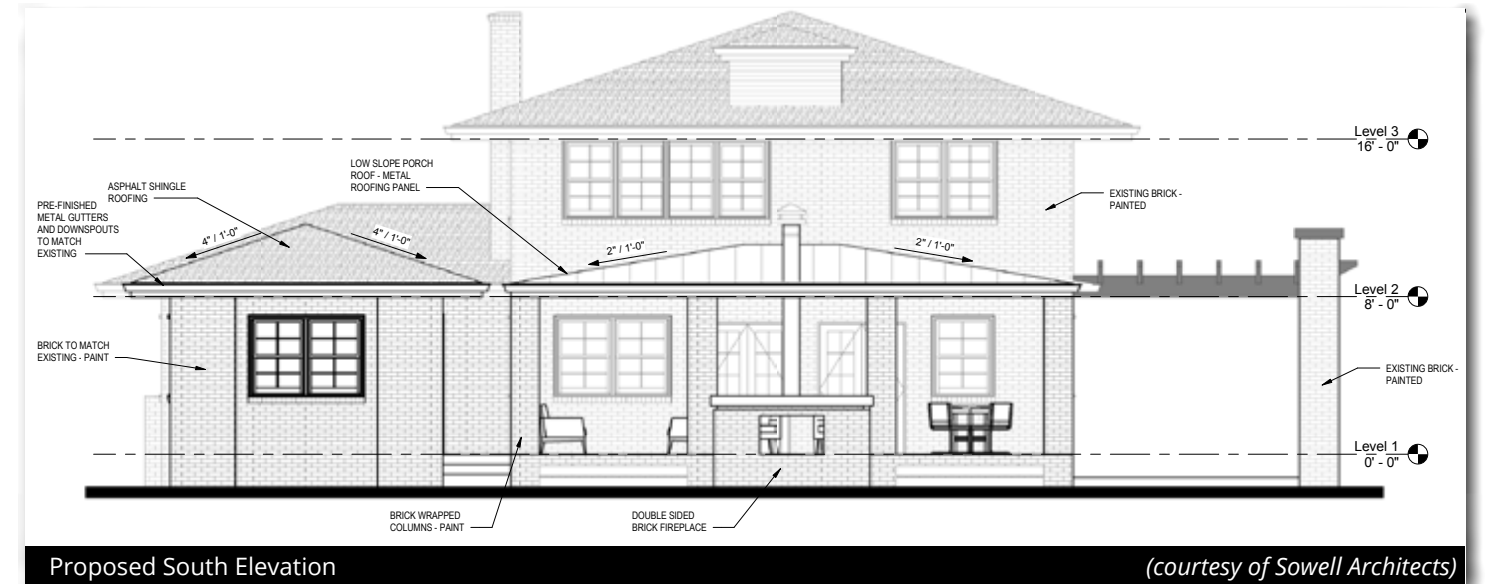 Level 3
16' - 0"
LOW SLOPE PORCH
ROOF - METAL
ROOFING PANEL
ASPHALT SHINGLE
ROOFING
EXISTING BRICK -
PAINTED
PRE-FINISHED
METAL GUTTERS
AND DOWNSPOUTS
TO MATCH
EXISTING
4" / 1'-0"
4" / 1'-0"
2" / 1'-0"
2" / 1'-0"
Level 2
8' - 0"
BRICK TO MATCH
EXISTING - PAINT
EXISTING BRICK -
PAINTED
Level 1
0' - 0"
BRICK WRAPPED
COLUMNS - PAINT
DOUBLE SIDED
BRICK FIREPLACE
Proposed South Elevation
(courtesy of Sowell Architects)